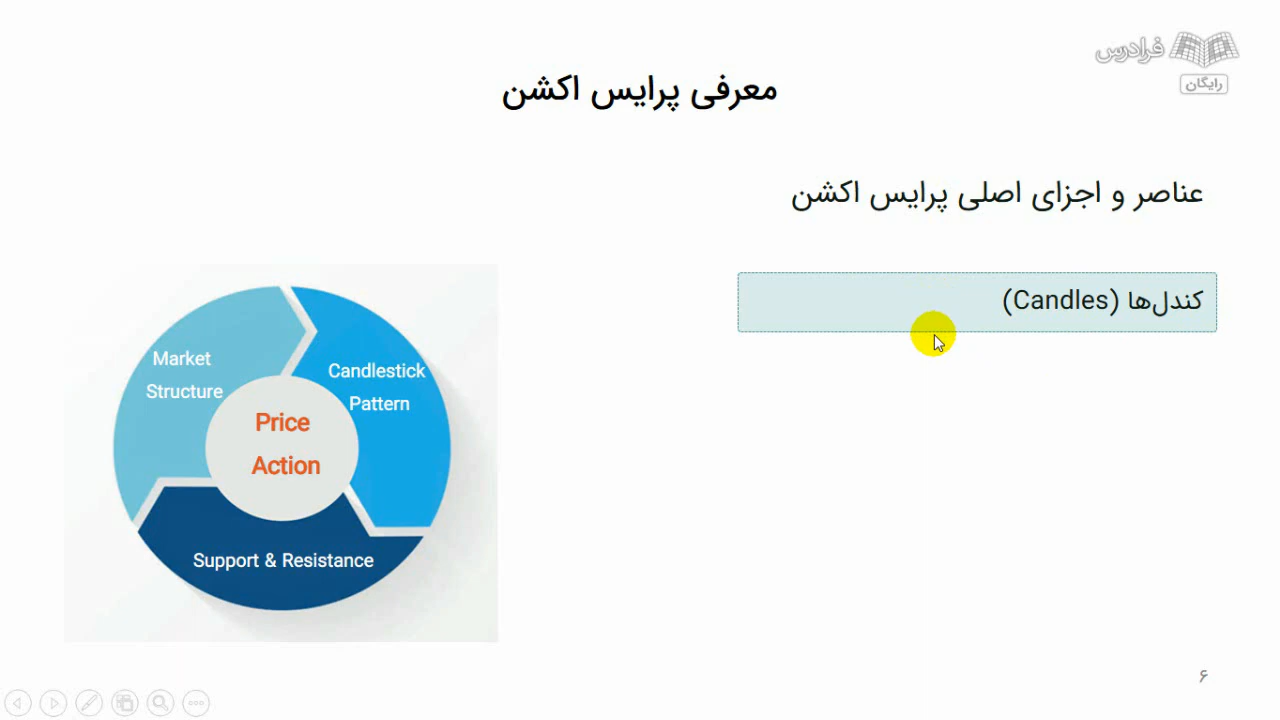 فرادرس
رایگان
معرفی پرایس اکشن
عناصر و اجزای اصلی پرایس اکشن
کندل‌ها (Candles)
Market
Structure
Candlestick
Pattern
Price
Action
Support & Resistance
۶